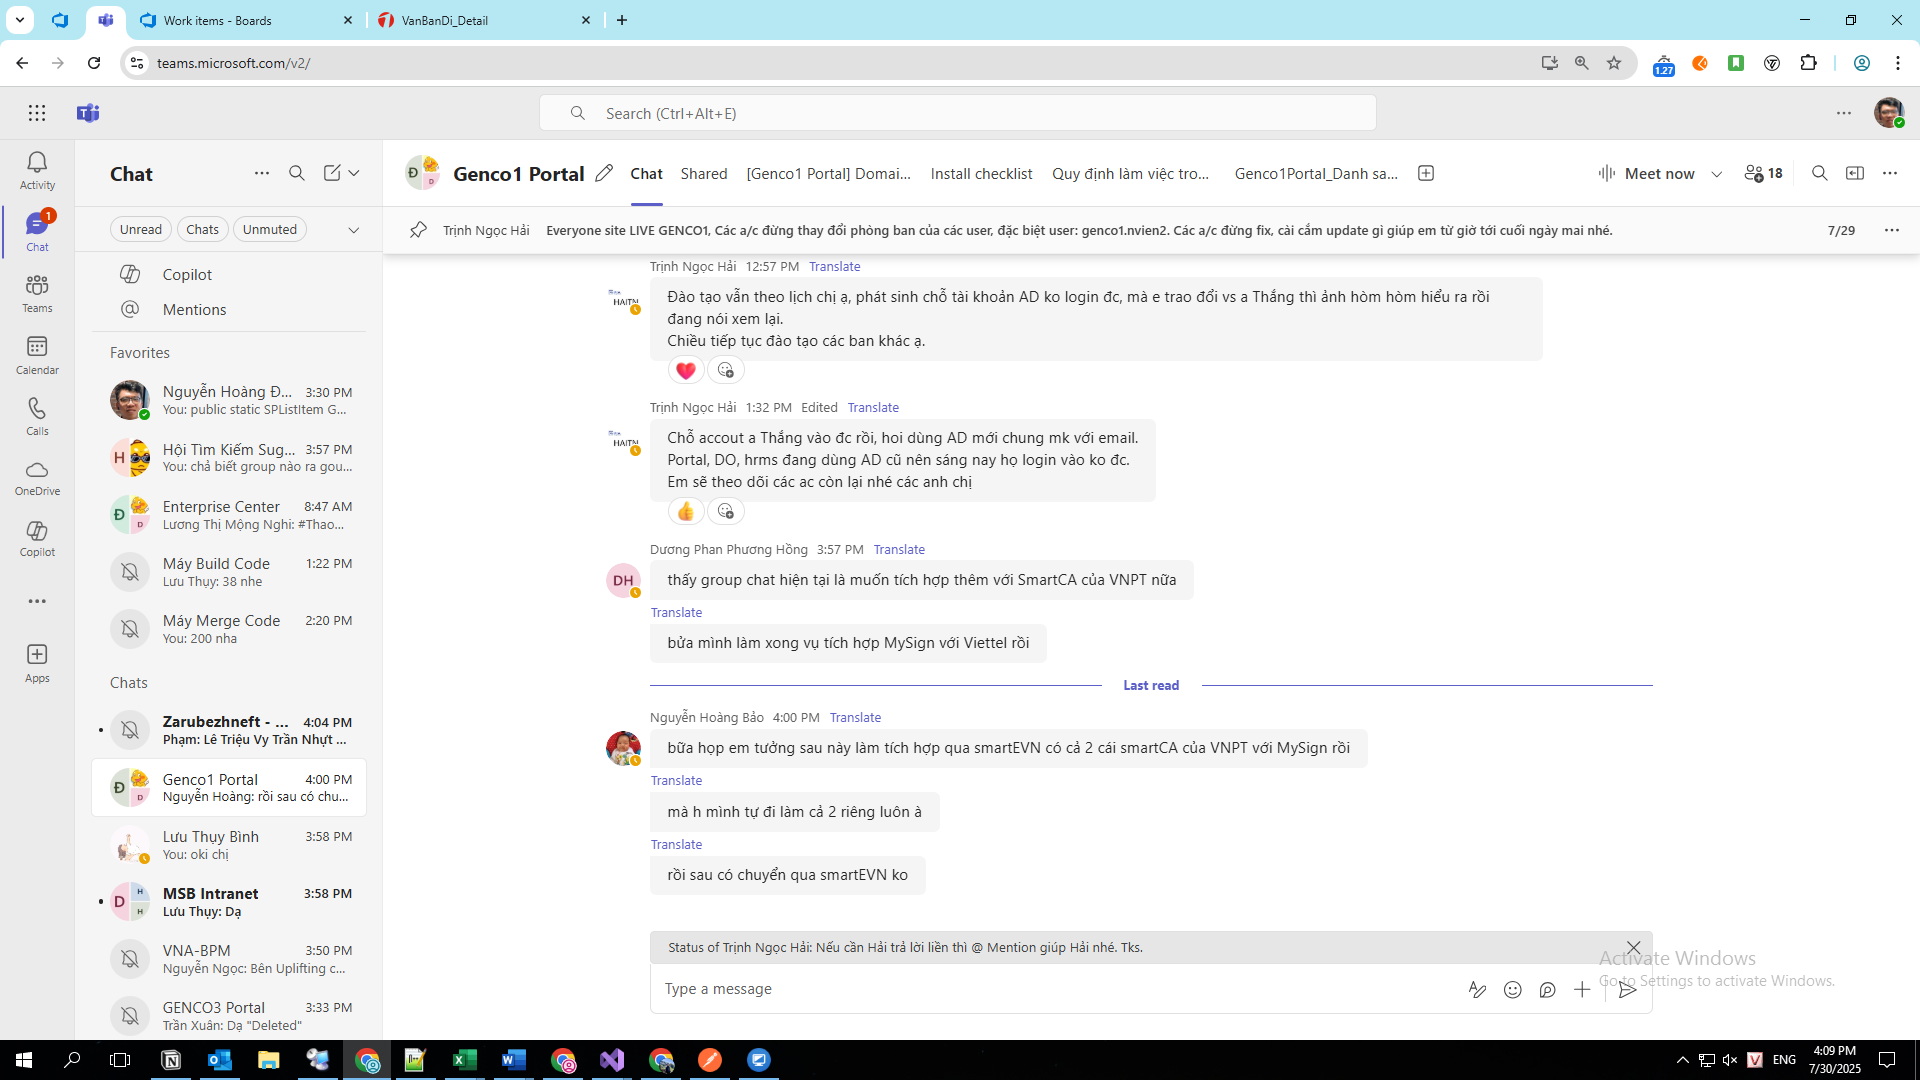 Work items - Boards
VanBanDi_Detail
teams.microsoft.com/v2/
1.27
Search (Ctrl+Alt+E)
Activity
1
Chat
Teams
Calendar
Calls
OneDrive
Copilot
Apps
Chat
Unread
Chats
Unmuted
Copilot
Mentions
Favorites
Nguyễn Hoàng Đ... 3:30 PM
You: public static SPListItem G...
Hội Tìm Kiếm Sug... 3:57 PM
You: chả biết group nào ra gou...
Enterprise Center 8:47 AM
Lương Thị Mộng Nghi: #Thao...
Máy Build Code 1:22 PM
Lưu Thụy: 38 nhe
Máy Merge Code 2:20 PM
You: 200 nha
Chats
Zarubezhneft - ... 4:04 PM
Phạm: Lê Triệu Vy Trần Nhựt ...
Genco1 Portal 4:00 PM
Nguyễn Hoàng: rồi sau có chu...
Lưu Thụy Bình 3:58 PM
You: oki chị
MSB Intranet 3:58 PM
Lưu Thụy: Dạ
VNA-BPM 3:50 PM
Nguyễn Ngọc: Bên Uplifting c...
GENCO3 Portal 3:33 PM
Trần Xuân: Dạ "Deleted"
Genco1 Portal
Chat
Shared
[Genco1 Portal] Domai...
Install checklist
Quy định làm việc tro...
Genco1Portal_Danh sa...
Meet now
18
Trịnh Ngọc Hải Everyone site LIVE GENCO1, Các a/c đừng thay đổi phòng ban của các user, đặc biệt user: genco1.nvien2. Các a/c đừng fix, cài cắm update gì giúp em từ giờ tới cuối ngày mai nhé. 7/29
Trịnh Ngọc Hải 12:57 PM Translate
Đào tạo vẫn theo lịch chị ạ, phát sinh chỗ tài khoản AD ko login đc, mà e trao đổi vs a Thắng thì ảnh hòm hòm hiểu ra rồi
đang nói xem lại.
Chiều tiếp tục đào tạo các ban khác ạ.
Trịnh Ngọc Hải 1:32 PM Edited Translate
Chỗ accout a Thắng vào đc rồi, hoi dùng AD mới chung mk với email.
Portal, DO, hrms đang dùng AD cũ nên sáng nay họ login vào ko đc.
Em sẽ theo dõi các ac còn lại nhé các anh chị
Dương Phan Phương Hồng 3:57 PM Translate
DH
thấy group chat hiện tại là muốn tích hợp thêm với SmartCA của VNPT nữa
Translate
bửa mình làm xong vụ tích hợp MySign với Viettel rồi
Last read
Nguyễn Hoàng Bảo 4:00 PM Translate
bữa họp em tưởng sau này làm tích hợp qua smartEVN có cả 2 cái smartCA của VNPT với MySign rồi
Translate
mà h mình tự đi làm cả 2 riêng luôn à
Translate
rồi sau có chuyển qua smartEVN ko
Status of Trịnh Ngọc Hải: Nếu cần Hải trả lời liền thì @ Mention giúp Hải nhé. Tks.
Type a message
Activate Windows
Go to Settings to activate Windows.
ENG
4:09 PM
7/30/2025